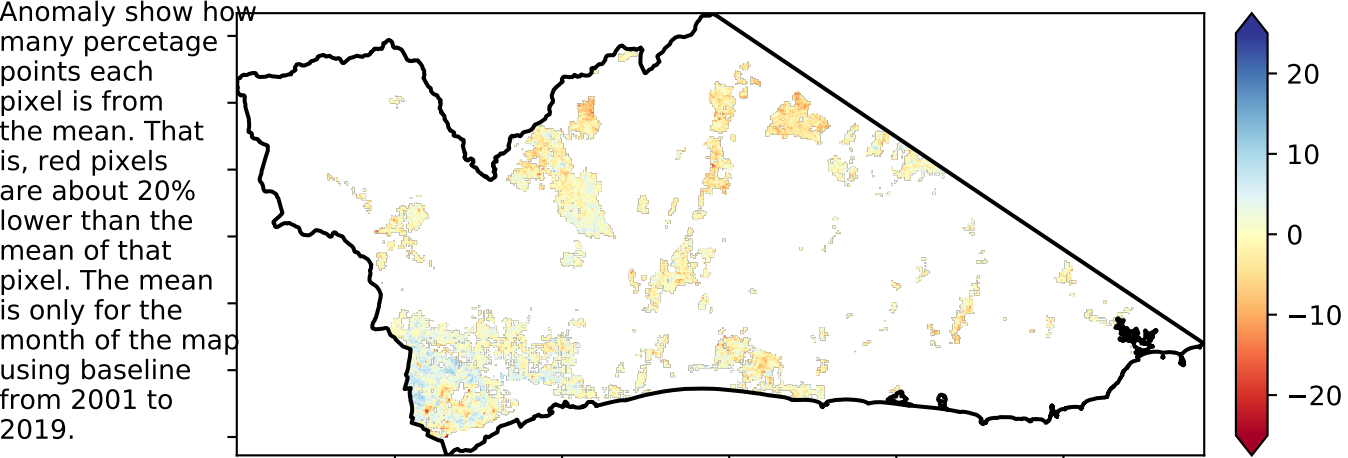 Anomaly show how
many percetage
points each
pixel is from
the mean. That
is, red pixels
are about 20%
lower than the
mean of that
pixel. The mean
is only for the
month of the map
using baseline
from 2001 to
2019.
20
10
0
−10
−20